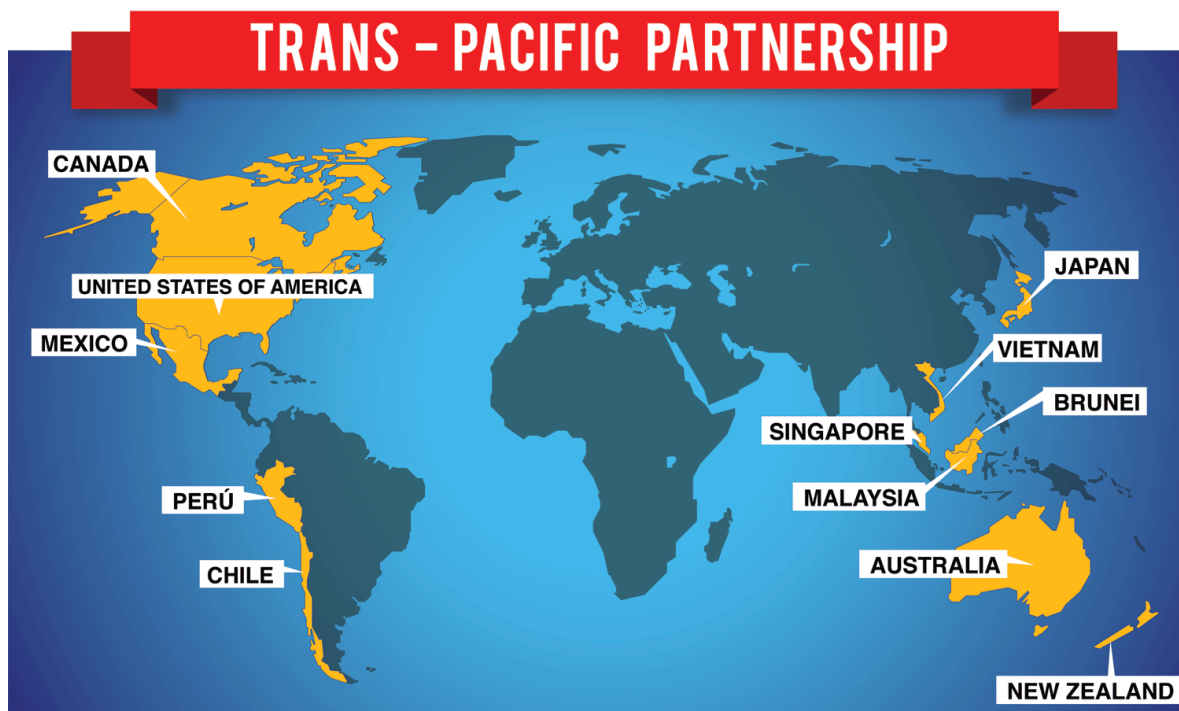 TRANS – PACIFIC PARTNERSHIP
CANADA
UNITED STATES OF AMERICA
MEXICO
PERÚ
CHILE
JAPAN
VIETNAM
BRUNEI
SINGAPORE
MALAYSIA
AUSTRALIA
NEW ZEALAND